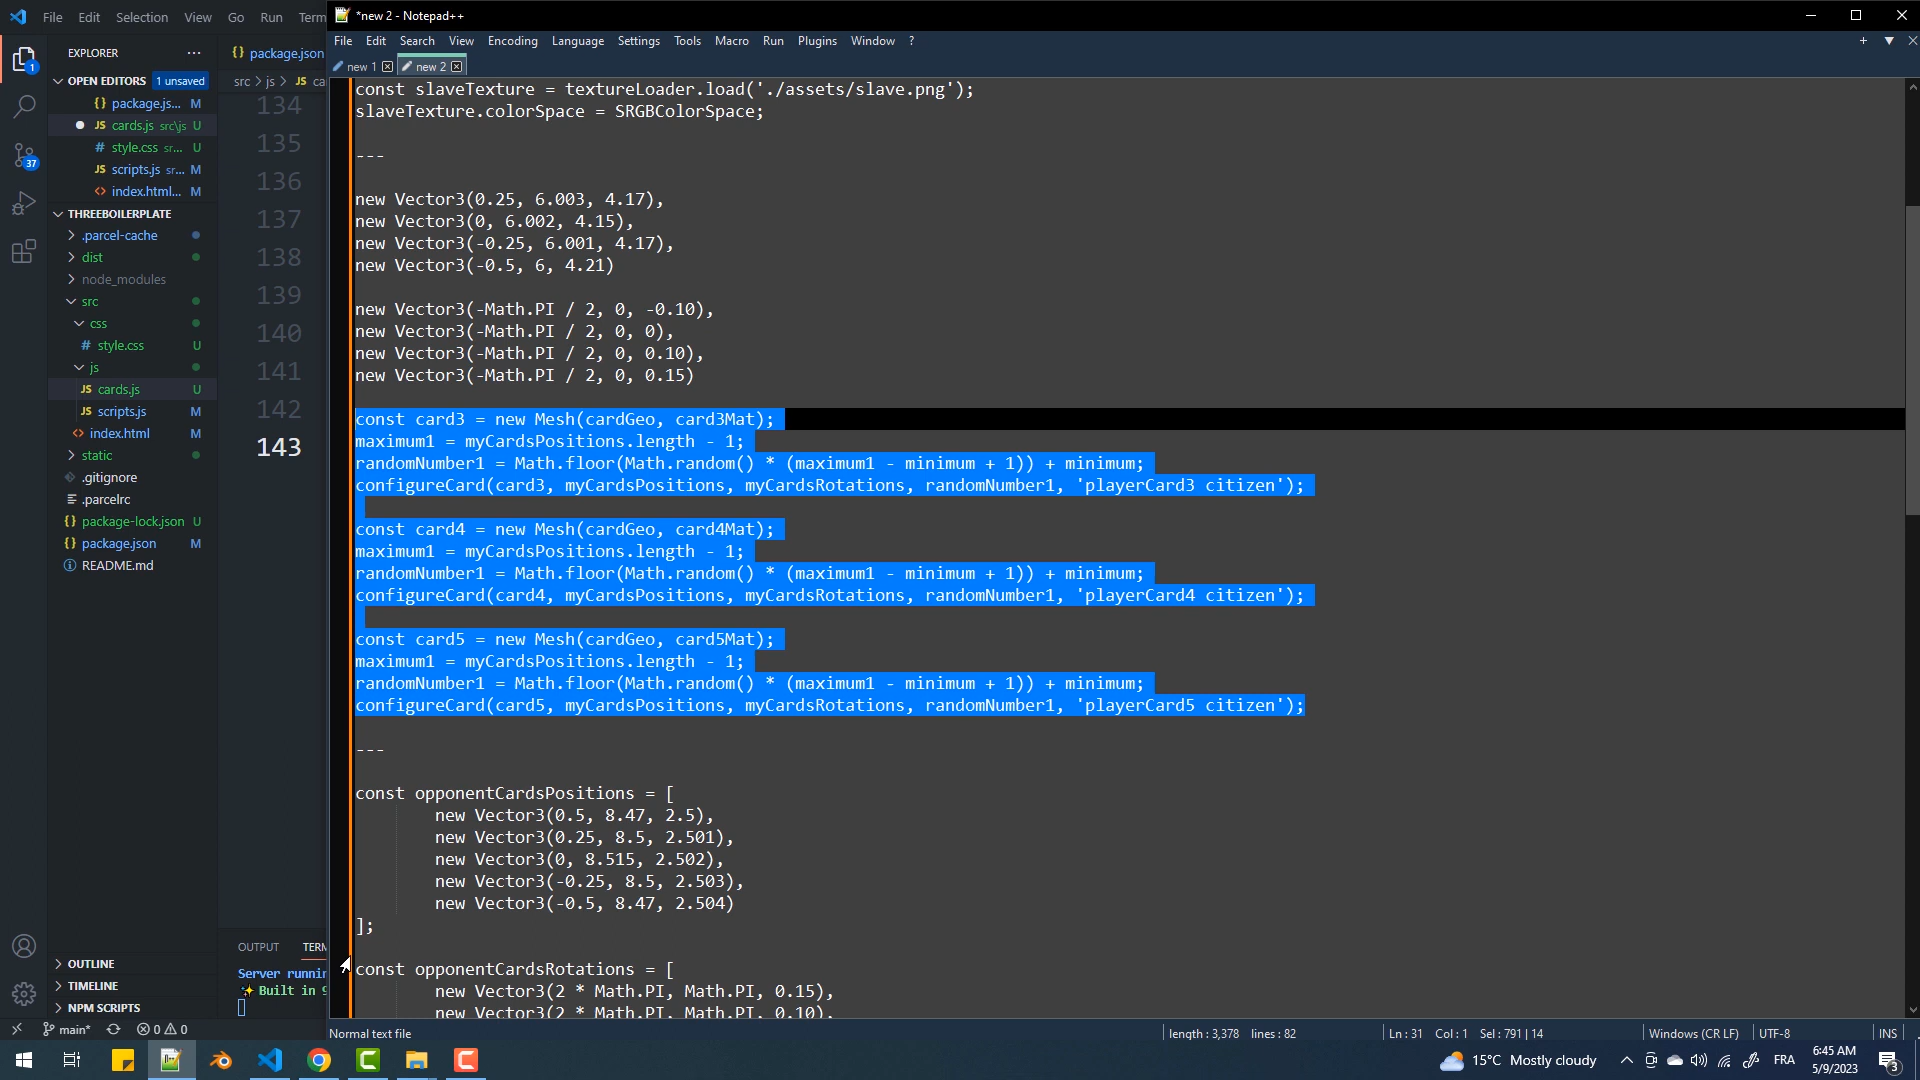 File Edit Selection View Go Run Term
*new 2 - Notepad++
File Edit Search View Encoding Language Settings Tools Macro Run Plugins Window ?
new 1
new 2
EXPLORER
OPEN EDITORS 1 unsaved
{} package.js... M
JS cards.js src\js U
# style.css sr... U
JS scripts.js sr... M
<> index.html... M
THREEBOILERPLATE
.parcel-cache
dist
node_modules
src
css
# style.css U
js
JS cards.js U
JS scripts.js M
<> index.html M
static
.gitignore
.parcelrc
{} package-lock.json U
{} package.json M
README.md
OUTLINE
TIMELINE
NPM SCRIPTS
{} package.json
src > js > JS ca
134
135
136
137
138
139
140
141
142
143
OUTPUT TERM
Server runnin
✨ Built in 9
const slaveTexture = textureLoader.load('./assets/slave.png');
slaveTexture.colorSpace = SRGBColorSpace;
---
new Vector3(0.25, 6.003, 4.17),
new Vector3(0, 6.002, 4.15),
new Vector3(-0.25, 6.001, 4.17),
new Vector3(-0.5, 6, 4.21)
new Vector3(-Math.PI / 2, 0, -0.10),
new Vector3(-Math.PI / 2, 0, 0),
new Vector3(-Math.PI / 2, 0, 0.10),
new Vector3(-Math.PI / 2, 0, 0.15)
const card3 = new Mesh(cardGeo, card3Mat);
maximum1 = myCardsPositions.length - 1;
randomNumber1 = Math.floor(Math.random() * (maximum1 - minimum + 1)) + minimum;
configureCard(card3, myCardsPositions, myCardsRotations, randomNumber1, 'playerCard3 citizen');
const card4 = new Mesh(cardGeo, card4Mat);
maximum1 = myCardsPositions.length - 1;
randomNumber1 = Math.floor(Math.random() * (maximum1 - minimum + 1)) + minimum;
configureCard(card4, myCardsPositions, myCardsRotations, randomNumber1, 'playerCard4 citizen');
const card5 = new Mesh(cardGeo, card5Mat);
maximum1 = myCardsPositions.length - 1;
randomNumber1 = Math.floor(Math.random() * (maximum1 - minimum + 1)) + minimum;
configureCard(card5, myCardsPositions, myCardsRotations, randomNumber1, 'playerCard5 citizen');
---
const opponentCardsPositions = [
new Vector3(0.5, 8.47, 2.5),
new Vector3(0.25, 8.5, 2.501),
new Vector3(0, 8.515, 2.502),
new Vector3(-0.25, 8.5, 2.503),
new Vector3(-0.5, 8.47, 2.504)
];
const opponentCardsRotations = [
new Vector3(2 * Math.PI, Math.PI, 0.15),
new Vector3(2 * Math.PI, Math.PI, 0.10),
main* 0 0
Normal text file length : 3,378 lines : 82 Ln : 31 Col : 1 Sel : 791 | 14 Windows (CR LF) UTF-8 INS
37
1
15°C Mostly cloudy FRA 6:45 AM
5/9/2023
3